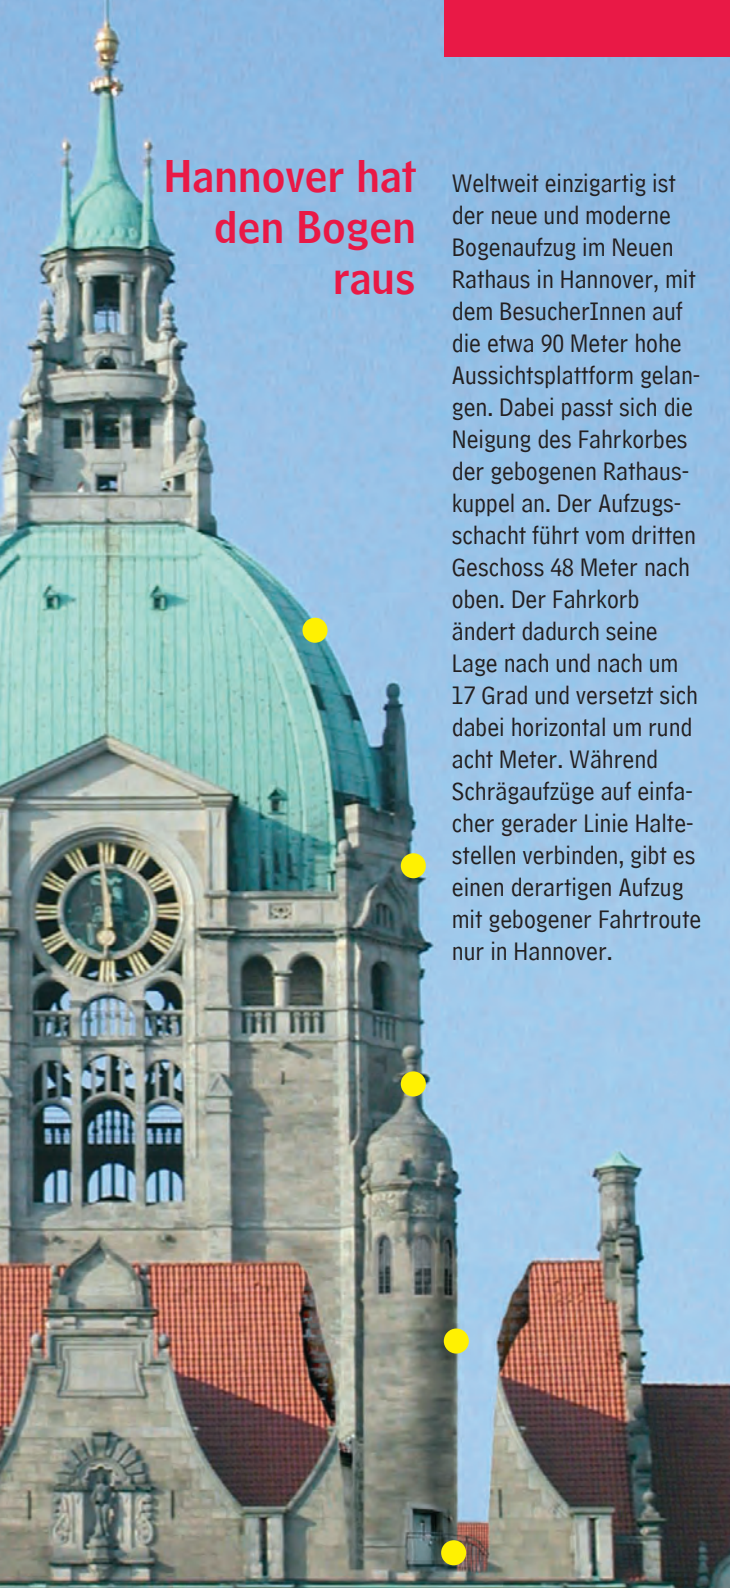 Hannover hat
den Bogen
raus
Weltweit einzigartig ist
der neue und moderne
Bogenaufzug im Neuen
Rathaus in Hannover, mit
dem BesucherInnen auf
die etwa 90 Meter hohe
Aussichtsplattform gelan-
gen. Dabei passt sich die
Neigung des Fahrkorbes
der gebogenen Rathaus-
kuppel an. Der Aufzugs-
schacht führt vom dritten
Geschoss 48 Meter nach
oben. Der Fahrkorb
ändert dadurch seine
Lage nach und nach um
17 Grad und versetzt sich
dabei horizontal um rund
acht Meter. Während
Schrägaufzüge auf einfa-
cher gerader Linie Halte-
stellen verbinden, gibt es
einen derartigen Aufzug
mit gebogener Fahrtroute
nur in Hannover.